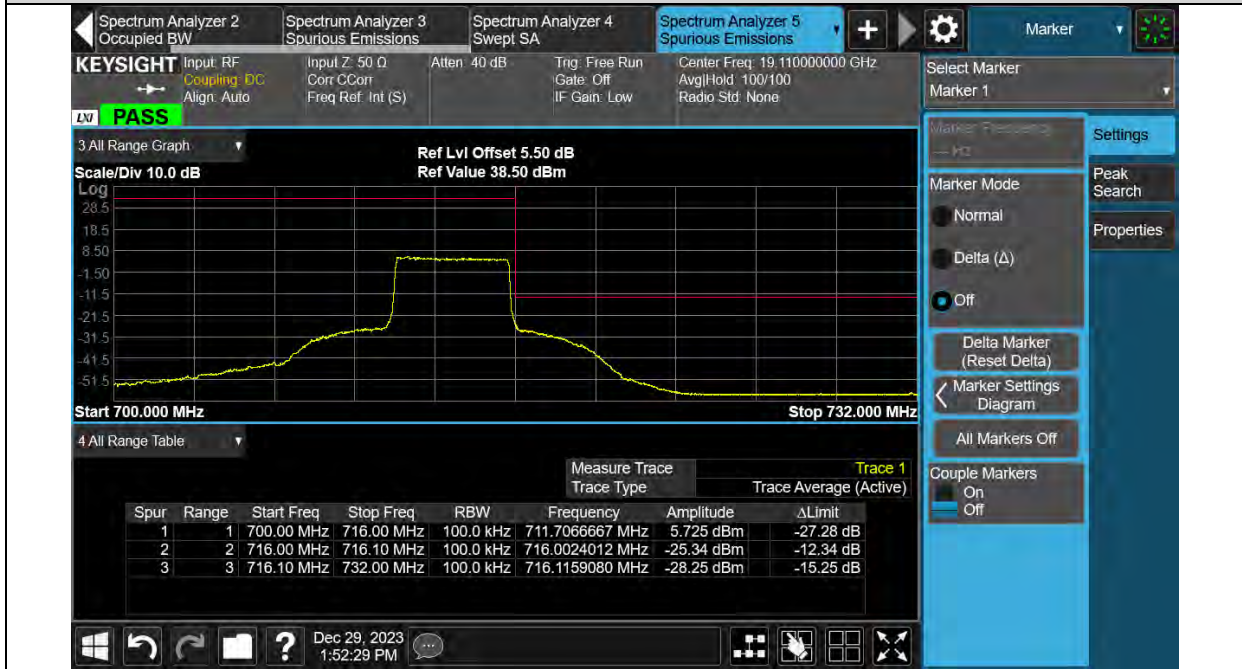 Spectrum Analyzer 2
Occupied BW
Spectrum Analyzer 3
Spurious Emissions
Spectrum Analyzer 4
Swept SA
Spectrum Analyzer 5
Spurious Emissions
Marker
KEYSIGHT
Input: RF
Coupling: DC
Align: Auto
Input Z: 50 Ω
Corr CCorr
Freq Ref: Int (S)
Atten: 40 dB
Trig: Free Run
Gate: Off
IF Gain: Low
Center Freq: 19.110000000 GHz
Avg|Hold: 100/100
Radio Std: None
LXI PASS
Select Marker
Marker 1
3 All Range Graph
Scale/Div 10.0 dB
Ref Lvl Offset 5.50 dB
Ref Value 38.50 dBm
Log
28.5
18.5
8.50
-1.50
-11.5
-21.5
-31.5
-41.5
-51.5
Start 700.000 MHz
Stop 732.000 MHz
Marker Frequency
--- Hz
Marker Mode
Normal
Delta (Δ)
Off
Delta Marker
(Reset Delta)
Marker Settings
Diagram
All Markers Off
Couple Markers
On
Off
Settings
Peak
Search
Properties
4 All Range Table
Measure Trace Trace 1
Trace Type Trace Average (Active)
Spur Range Start Freq Stop Freq RBW Frequency Amplitude ΔLimit
1 1 700.00 MHz 716.00 MHz 100.0 kHz 711.7066667 MHz 5.725 dBm -27.28 dB
2 2 716.00 MHz 716.10 MHz 100.0 kHz 716.0024012 MHz -25.34 dBm -12.34 dB
3 3 716.10 MHz 732.00 MHz 100.0 kHz 716.1159080 MHz -28.25 dBm -15.25 dB
?
Dec 29, 2023
1:52:29 PM